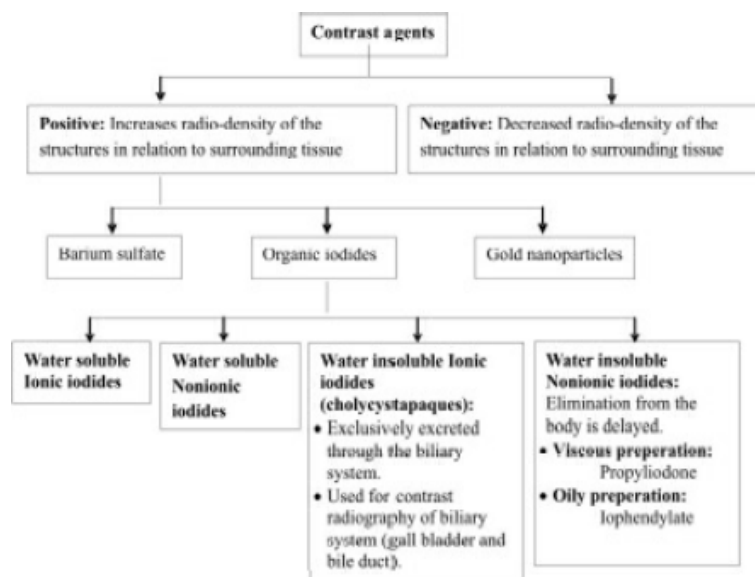 Contrast agents
Positive: Increases radio-density of the
structures in relation to surrounding tissue
Negative: Decreased radio-density of the
structures in relation to surrounding tissue
Barium sulfate
Organic iodides
Gold nanoparticles
Water soluble
Ionic iodides
Water soluble
Nonionic
iodides
Water insoluble Ionic
iodides
(cholycystapaques):
• Exclusively excreted
through the biliary
system.
• Used for contrast
radiography of biliary
system (gall bladder and
bile duct).
Water insoluble
Nonionic iodides:
Elimination from the
body is delayed.
• Viscous preparation:
Propyliodone
• Oily preparation:
Iophendylate